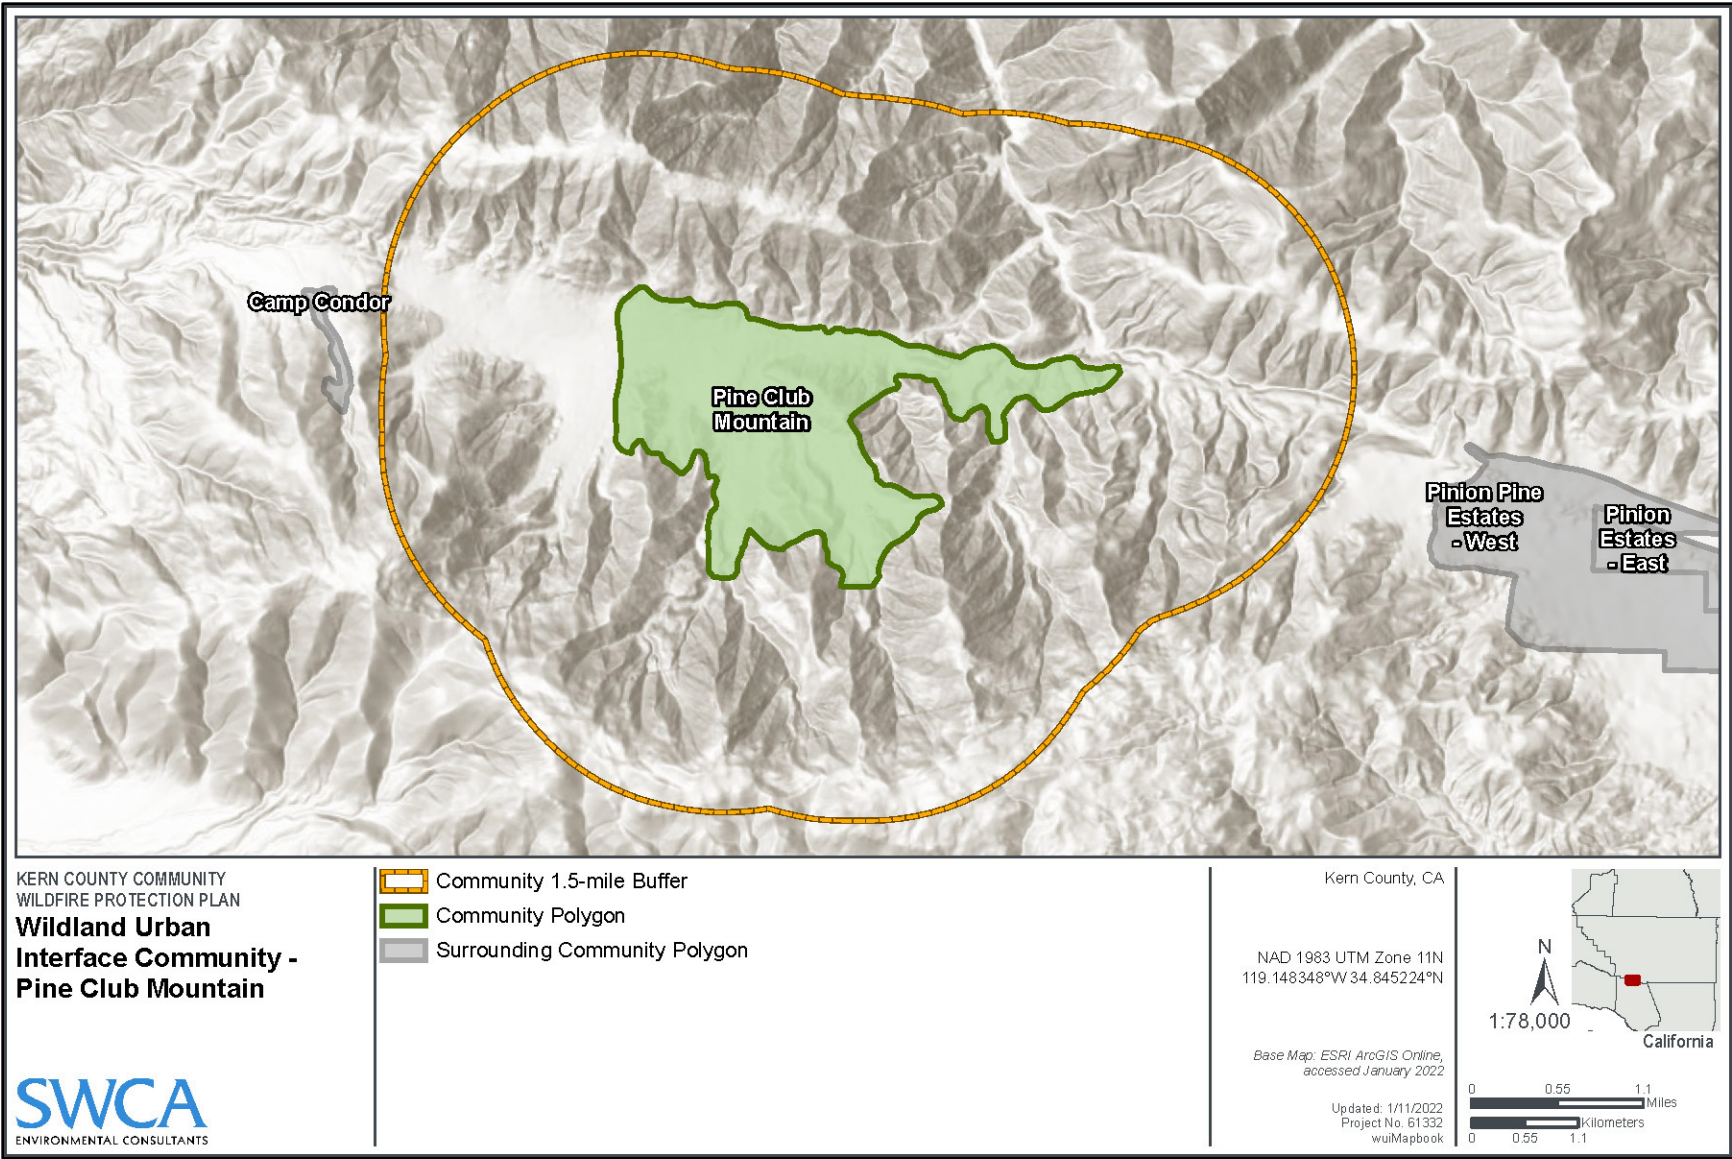 Camp Condor
Pine Club
Mountain
Pinion Pine
Estates
- West
Pinion
Estates
- East
KERN COUNTY COMMUNITY
WILDFIRE PROTECTION PLAN
Wildland Urban
Interface Community -
Pine Club Mountain
SWCA
ENVIRONMENTAL CONSULTANTS
Community 1.5-mile Buffer
Community Polygon
Surrounding Community Polygon
Kern County, CA
NAD 1983 UTM Zone 11N
119.148348°W 34.845224°N
Base Map: ESRI ArcGIS Online,
accessed January 2022
Updated: 1/11/2022
Project No. 61332
wuiMapbook
N
1:78,000
California
0 0.55 1.1
Miles
Kilometers
0 0.55 1.1